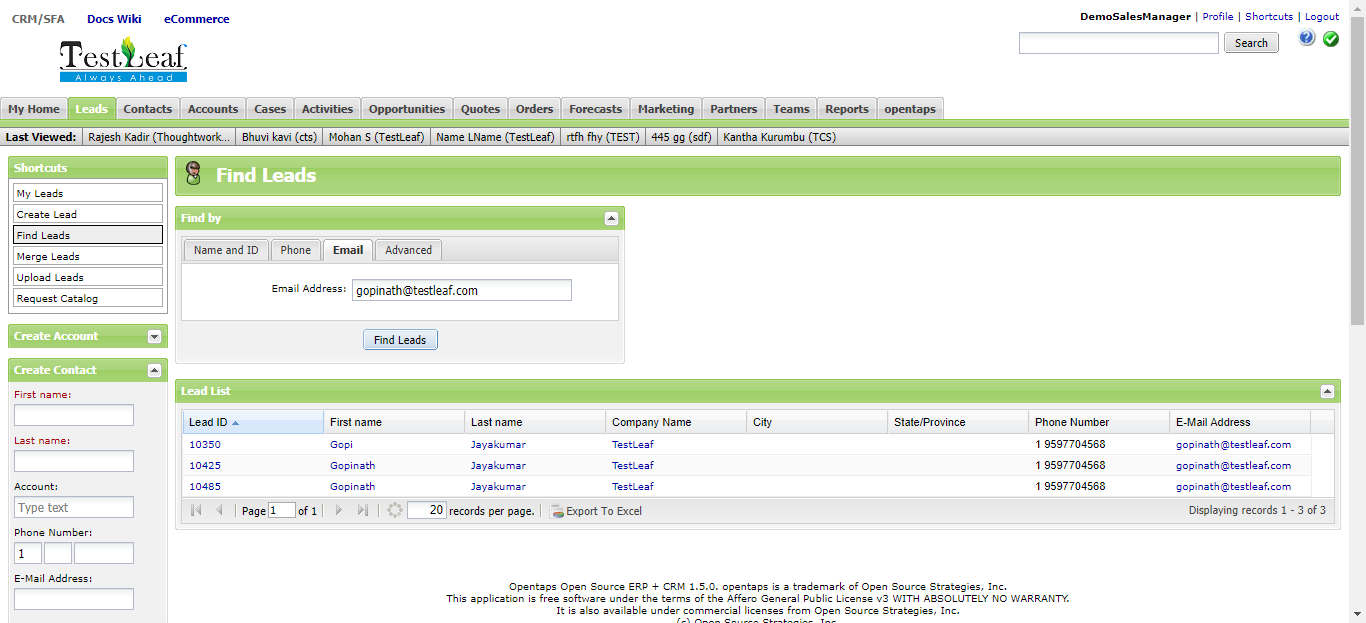 CRM/SFA Docs Wiki eCommerce
DemoSalesManager | Profile | Shortcuts | Logout
TestLeaf
Always Ahead
Search
My Home Leads Contacts Accounts Cases Activities Opportunities Quotes Orders Forecasts Marketing Partners Teams Reports opentaps
Last Viewed: Rajesh Kadir (Thoughtwork... Bhuvi kavi (cts) Mohan S (TestLeaf) Name LName (TestLeaf) rtfh fhy (TEST) 445 gg (sdf) Kantha Kurumbu (TCS)
Shortcuts
My Leads
Create Lead
Find Leads
Merge Leads
Upload Leads
Request Catalog
Create Account
Create Contact
First name:
Last name:
Account:
Type text
Phone Number:
1
E-Mail Address:
Find Leads
Find by
Name and ID Phone Email Advanced
Email Address: gopinath@testleaf.com
Find Leads
Lead List
Lead ID First name Last name Company Name City State/Province Phone Number E-Mail Address
10350 Gopi Jayakumar TestLeaf 1 9597704568 gopinath@testleaf.com
10425 Gopinath Jayakumar TestLeaf 1 9597704568 gopinath@testleaf.com
10485 Gopinath Jayakumar TestLeaf 1 9597704568 gopinath@testleaf.com
Page 1 of 1 20 records per page. Export To Excel Displaying records 1 - 3 of 3
Opentaps Open Source ERP + CRM 1.5.0. opentaps is a trademark of Open Source Strategies, Inc.
This application is free software under the terms of the Affero General Public License v3 WITH ABSOLUTELY NO WARRANTY.
It is also available under commercial licenses from Open Source Strategies, Inc.
(c) Open Source Strategies, Inc.